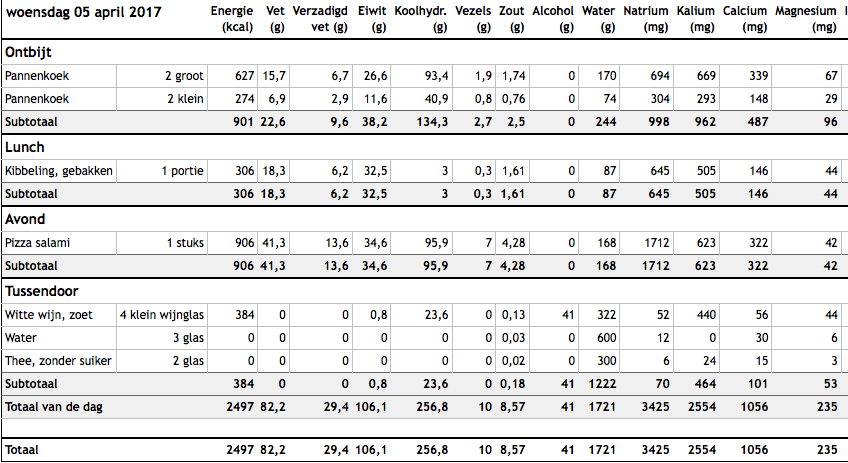 woensdag 05 april 2017 Energie (kcal) Vet (g) Verzadigd vet (g) Eiwit (g) Koolhydr. (g) Vezels (g) Zout (g) Alcohol (g) Water (g) Natrium (mg) Kalium (mg) Calcium (mg) Magnesium (mg)
Ontbijt
Pannenkoek 2 groot 627 15,7 6,7 26,6 93,4 1,9 1,74 0 170 694 669 339 67
Pannenkoek 2 klein 274 6,9 2,9 11,6 40,9 0,8 0,76 0 74 304 293 148 29
Subtotaal 901 22,6 9,6 38,2 134,3 2,7 2,5 0 244 998 962 487 96
Lunch
Kibbeling, gebakken 1 portie 306 18,3 6,2 32,5 3 0,3 1,61 0 87 645 505 146 44
Subtotaal 306 18,3 6,2 32,5 3 0,3 1,61 0 87 645 505 146 44
Avond
Pizza salami 1 stuks 906 41,3 13,6 34,6 95,9 7 4,28 0 168 1712 623 322 42
Subtotaal 906 41,3 13,6 34,6 95,9 7 4,28 0 168 1712 623 322 42
Tussendoor
Witte wijn, zoet 4 klein wijnglas 384 0 0 0,8 23,6 0 0,13 41 322 52 440 56 44
Water 3 glas 0 0 0 0 0 0 0,03 0 600 12 0 30 6
Thee, zonder suiker 2 glas 0 0 0 0 0 0 0,02 0 300 6 24 15 3
Subtotaal 384 0 0 0,8 23,6 0 0,18 41 1222 70 464 101 53
Totaal van de dag 2497 82,2 29,4 106,1 256,8 10 8,57 41 1721 3425 2554 1056 235
Totaal 2497 82,2 29,4 106,1 256,8 10 8,57 41 1721 3425 2554 1056 235